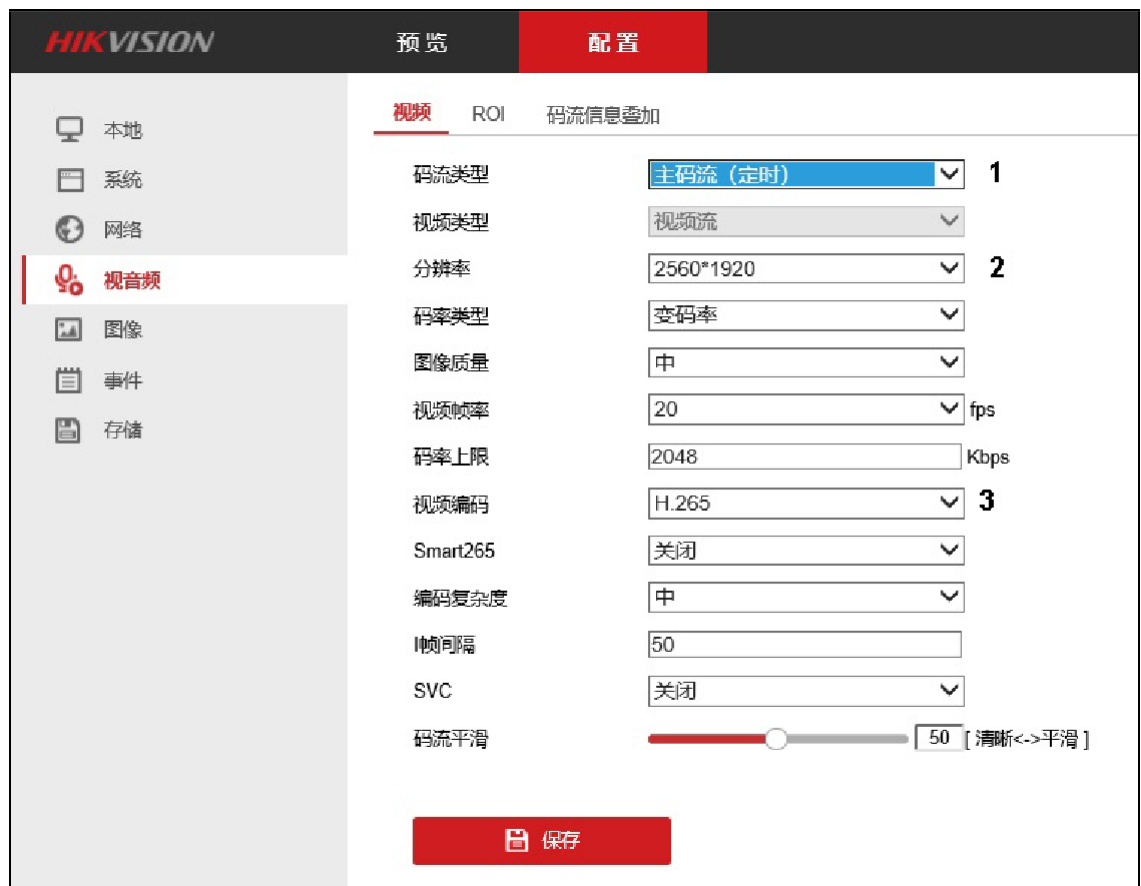 HIKVISION 预览 配置
视频 ROI 码流信息叠加
本地
系统
网络
视音频
图像
事件
存储
码流类型 主码流（定时） 1
视频类型 视频流
分辨率 2560*1920 2
码率类型 变码率
图像质量 中
视频帧率 20 fps
码率上限 2048 Kbps
视频编码 H.265 3
Smart265 关闭
编码复杂度 中
I帧间隔 50
SVC 关闭
码流平滑 50 [ 清晰<->平滑 ]
保存